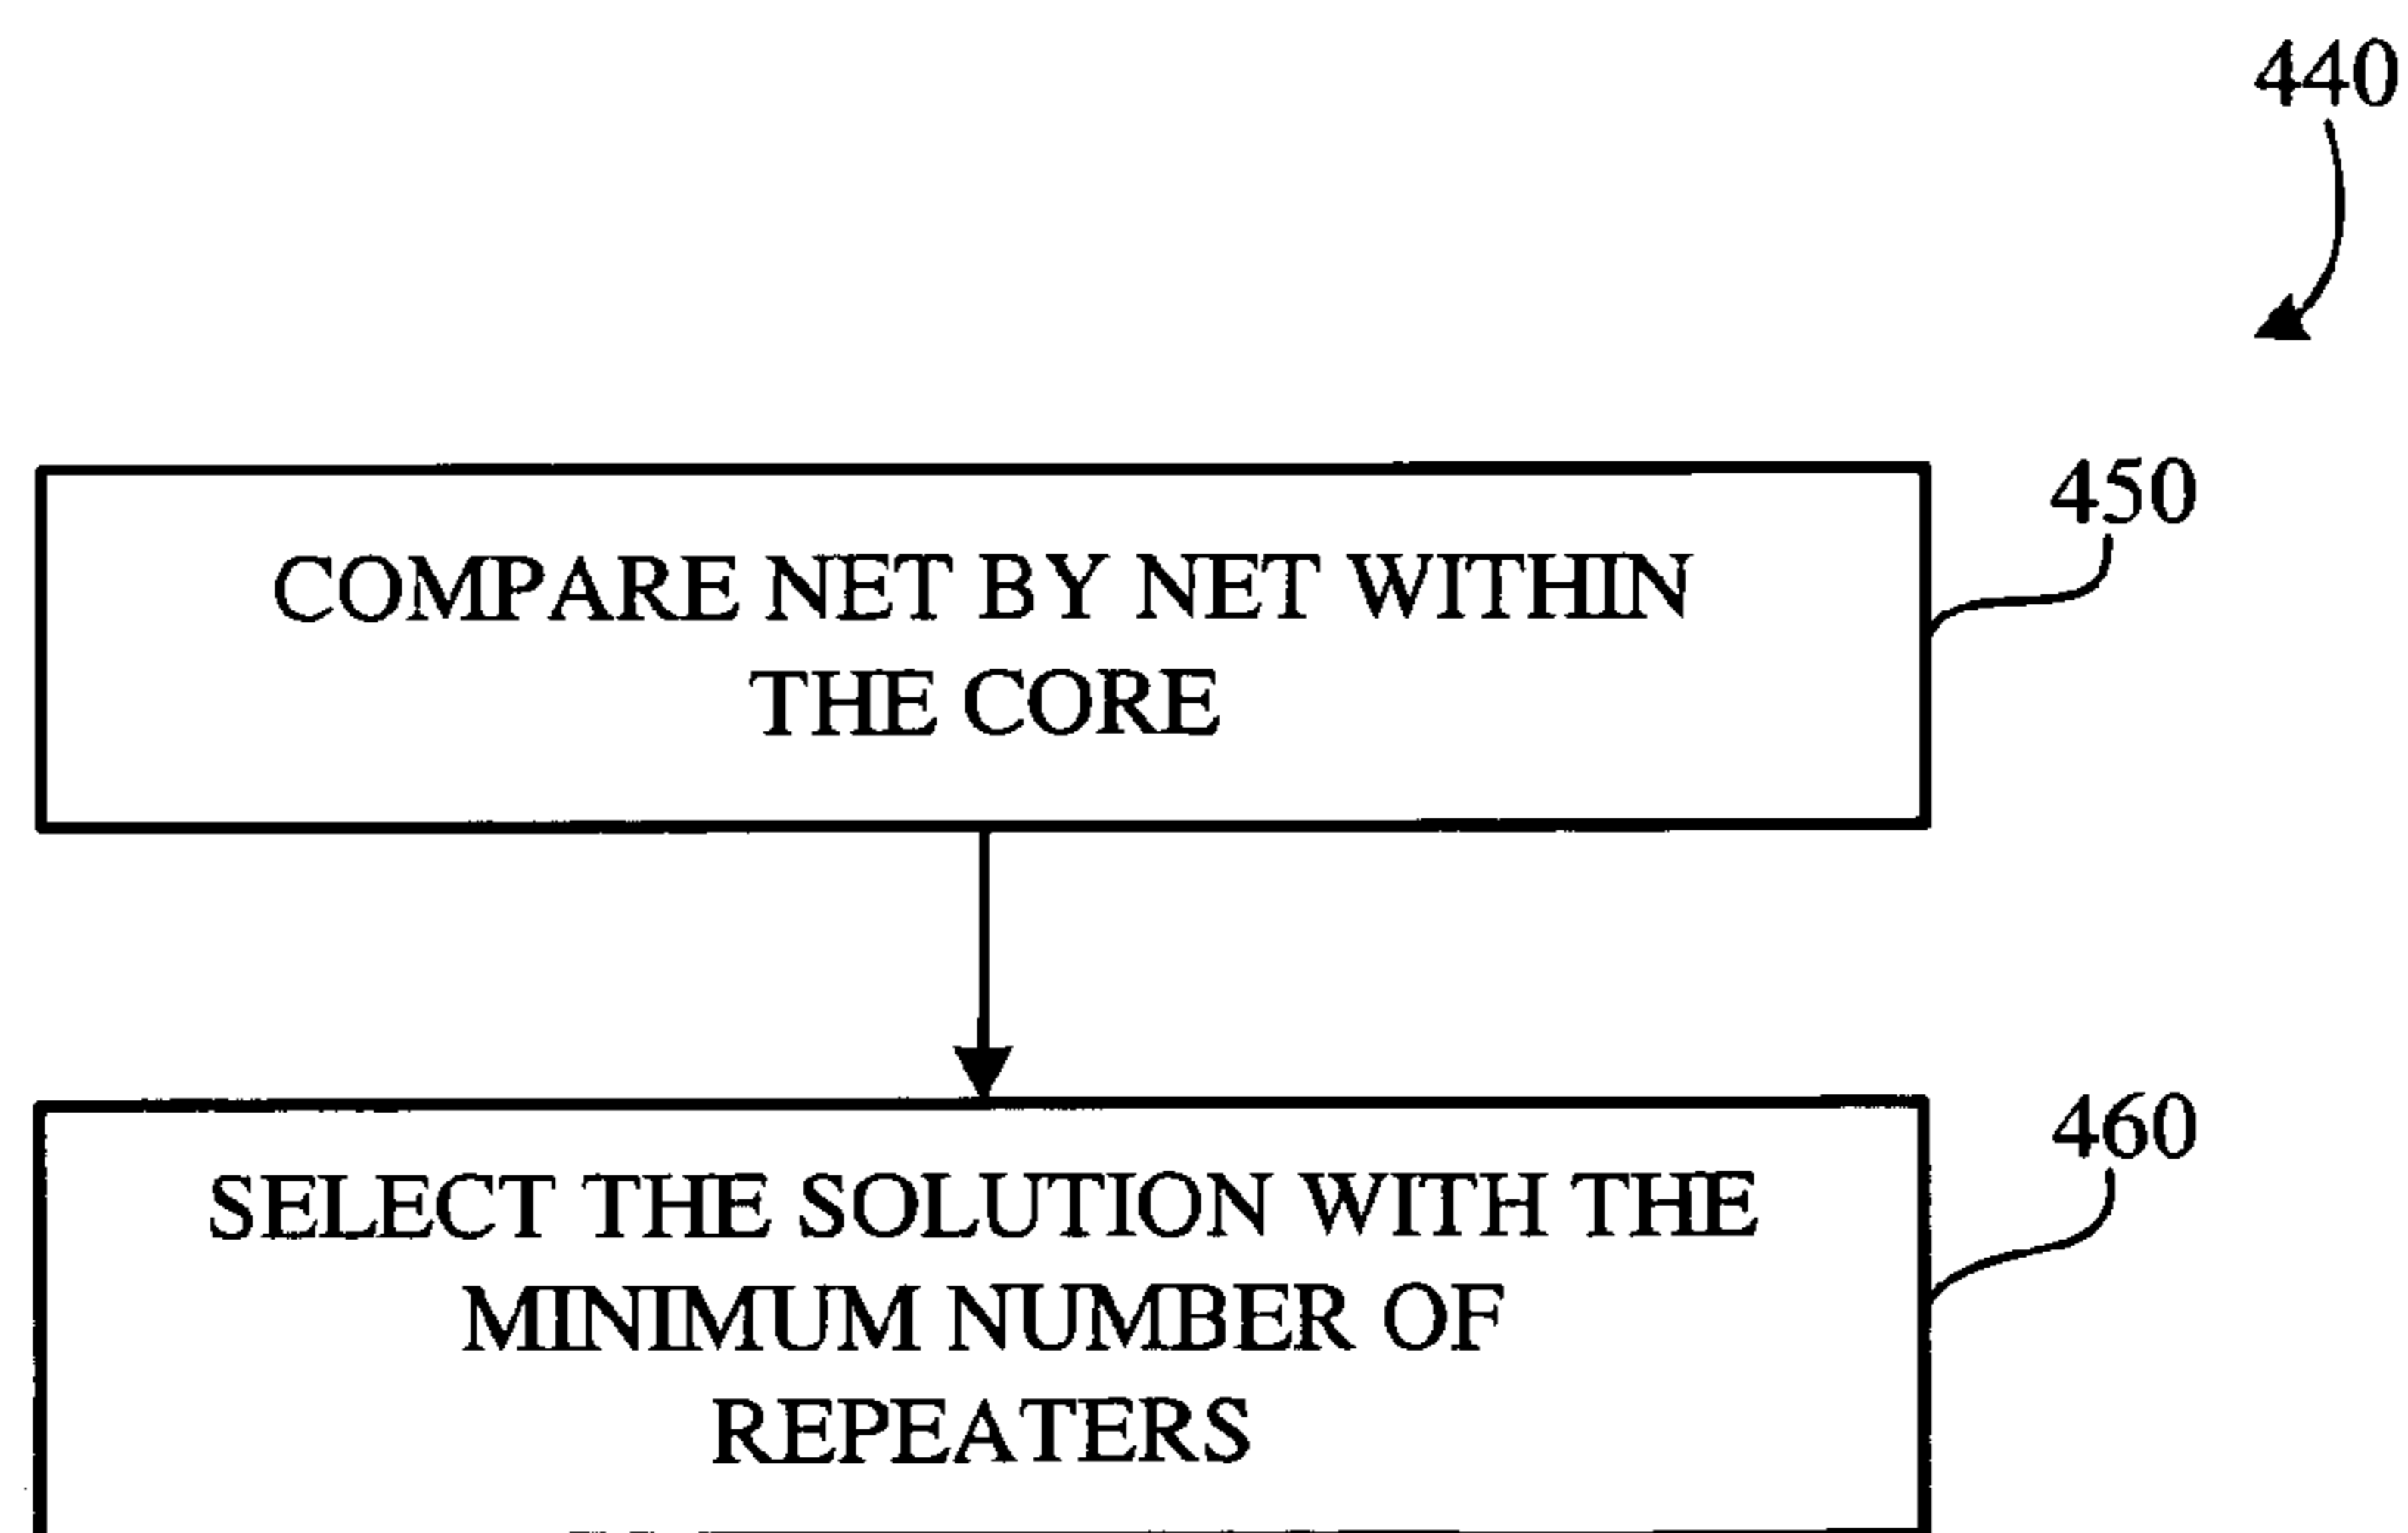 440
450
COMPARE NET BY NET WITHIN
THE CORE
460
SELECT THE SOLUTION WITH THE
MINIMUM NUMBER OF
REPEATERS